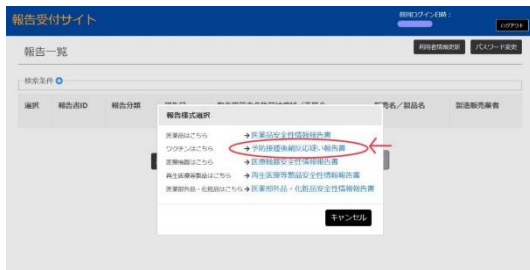 報告受付サイト
前回ログイン日時：
ログアウト
報告一覧
利用者情報更新 パスワード変更
検索条件
選択 報告書ID 報告分類 販売名／製品名 製造販売業者
報告様式選択
医薬品はこちら →医薬品安全性情報報告書
ワクチンはこちら →予防接種後副反応疑い報告書
医療機器はこちら →医療機器安全性情報報告書
再生医療等製品はこちら →再生医療等製品安全性情報報告書
医薬部外品・化粧品はこちら →医薬部外品・化粧品安全性情報報告書
キャンセル